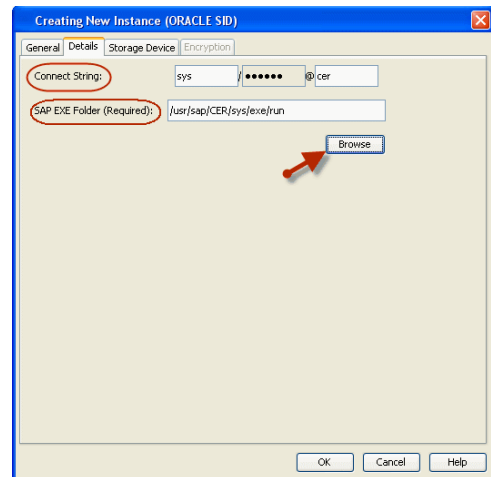 Creating New Instance (ORACLE SID)
General Details Storage Device Encryption
Connect String: sys / ●●●●●● @ cer
SAP EXE Folder (Required): /usr/sap/CER/sys/exe/run
Browse
OK Cancel Help